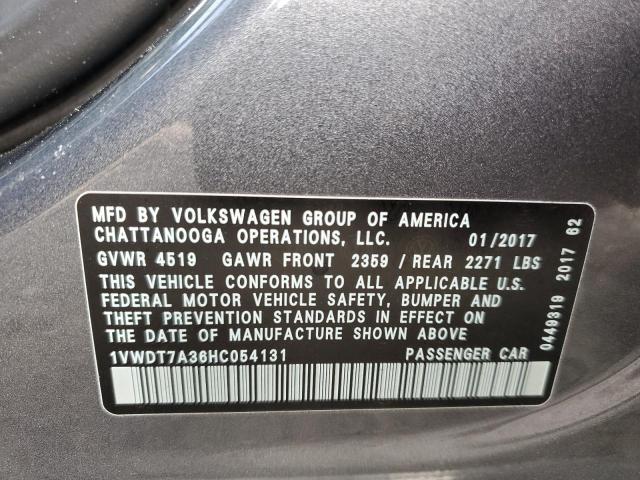 MFD BY VOLKSWAGEN GROUP OF AMERICA
CHATTANOOGA OPERATIONS, LLC. 01/2017
GVWR 4519 GAWR FRONT 2359 / REAR 2271 LBS
THIS VEHICLE CONFORMS TO ALL APPLICABLE U.S.
FEDERAL MOTOR VEHICLE SAFETY, BUMPER AND
THEFT PREVENTION STANDARDS IN EFFECT ON
THE DATE OF MANUFACTURE SHOWN ABOVE
1VWDT7A36HC054131 PASSENGER CAR
0449319 2017 62